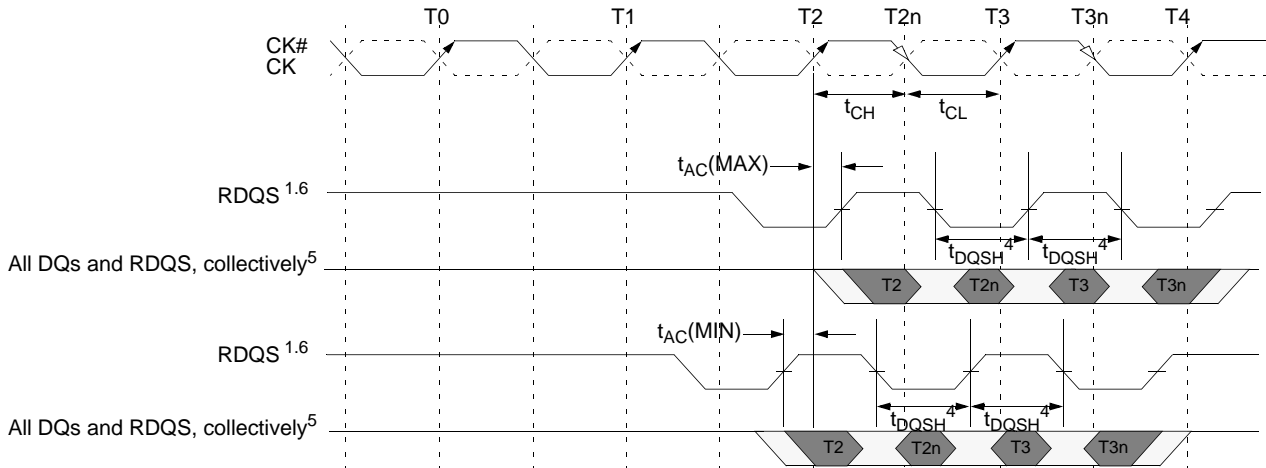 T0 T1 T2 T2n T3 T3n T4
CK#
CK
tCH tCL
tAC(MAX)
RDQS 1.6
tDQSH4 tDQSH4
All DQs and RDQS, collectively5
T2 T2n T3 T3n
tAC(MIN)
RDQS 1.6
tDQSH4 tDQSH4
All DQs and RDQS, collectively5
T2 T2n T3 T3n